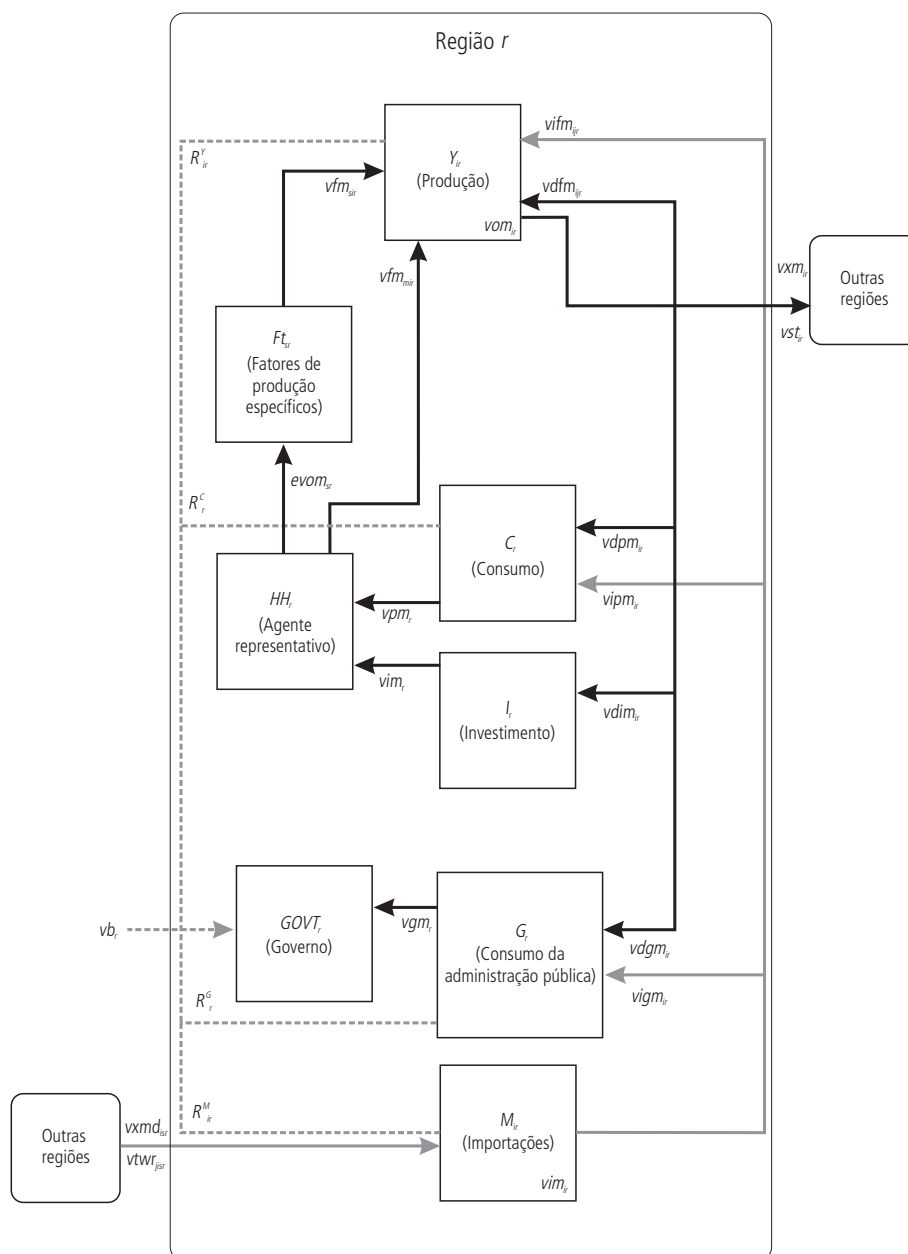 Região r
R^Y_ir
vfm_sir
Y_ir
(Produção)
vifm_ijr
vdfm_ijr
vom_ir
vfm_mir
vxm_ir
vst_ir
Outras
regiões
Ft_sr
(Fatores de
produção
específicos)
evom_sr
R^C_r
C_r
(Consumo)
vdpm_ir
vipm_ir
HH_r
(Agente
representativo)
vpm_r
vim_r
I_r
(Investimento)
vdim_ir
vb_r
GOVT_r
(Governo)
vgm_r
G_r
(Consumo da
administração pública)
vdgm_ir
vigm_ir
R^G_r
R^M_ir
Outras
regiões
vxmd_isr
vtwr_jisr
M_ir
(Importações)
vim_ir